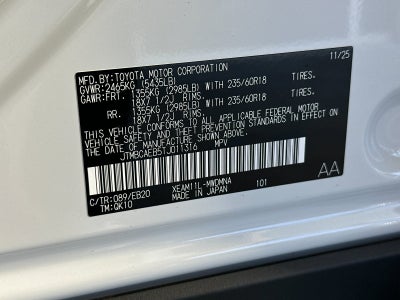 MFD.BY:TOYOTA MOTOR CORPORATION 11/25
GVWR:2465KG (5435LB)
GAWR:FRT. 1355KG (2985LB) WITH 235/60R18 TIRES.
18X7 1/2J RIMS.
RR. 1355KG (2985LB) WITH 235/60R18 TIRES.
18X7 1/2J RIMS.
THIS VEHICLE CONFORMS TO ALL APPLICABLE FEDERAL MOTOR
VEHICLE SAFETY AND BUMPER STANDARDS IN EFFECT ON
THE DATE OF MANUFACTURE SHOWN ABOVE.
MPV
C/TR:089/EB20 XEAM11L-MWDMNA 101 AA
TM:QK10 MADE IN JAPAN